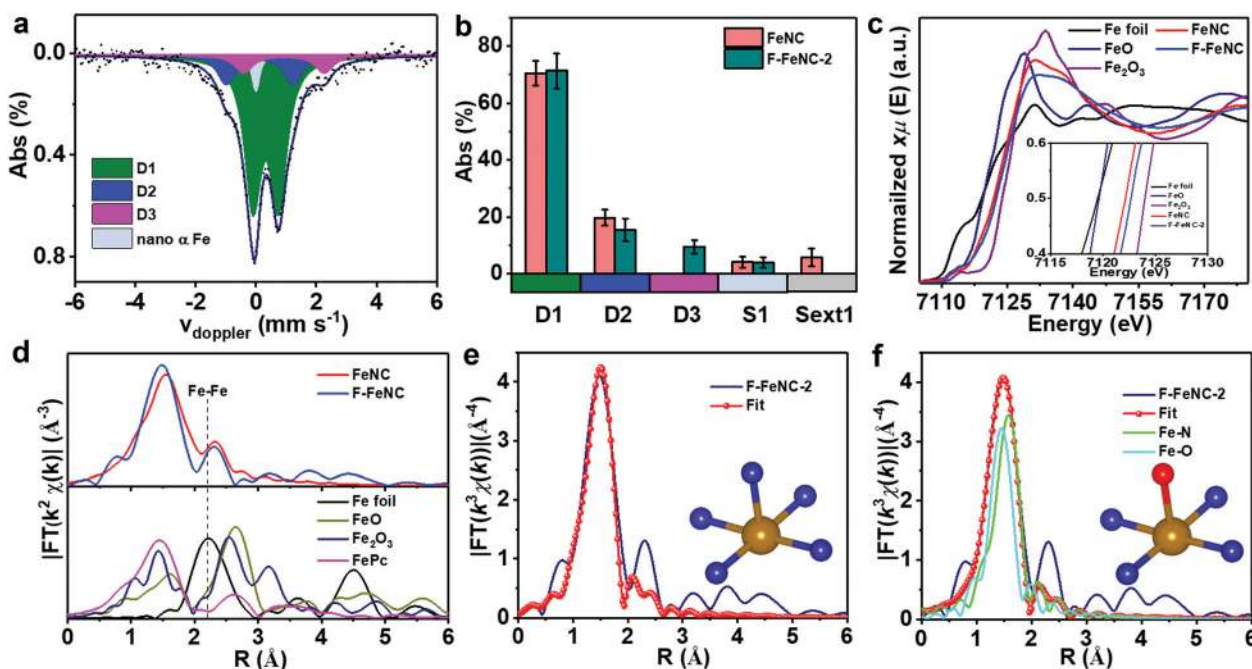 a
0.0
0.4
0.8
Abs (%)
D1
D2
D3
nano α Fe
-6 -4 -2 0 2 4 6
v_doppler (mm s⁻¹)
b
80
60
40
20
0
Abs (%)
FeNC
F-FeNC-2
D1 D2 D3 S1 Sext1
c
Normailzed xμ (E) (a.u.)
Fe foil
FeO
Fe₂O₃
FeNC
F-FeNC
0.6
0.5
0.4
Fe foil
FeO
Fe₂O₃
FeNC
F-FeNC-2
7115 7120 7125 7130
Energy (eV)
7110 7125 7140 7155 7170
Energy (eV)
d
|FT(k² χ(k)| (Å⁻³)
Fe-Fe
FeNC
F-FeNC
Fe foil
FeO
Fe₂O₃
FePc
0 1 2 3 4 5 6
R (Å)
e
4
3
2
1
0
|FT(k³χ(k))|(Å⁻⁴)
F-FeNC-2
Fit
0 1 2 3 4 5 6
R (Å)
f
4
3
2
1
0
|FT(k³χ(k))|(Å⁻⁴)
F-FeNC-2
Fit
Fe-N
Fe-O
0 1 2 3 4 5 6
R (Å)